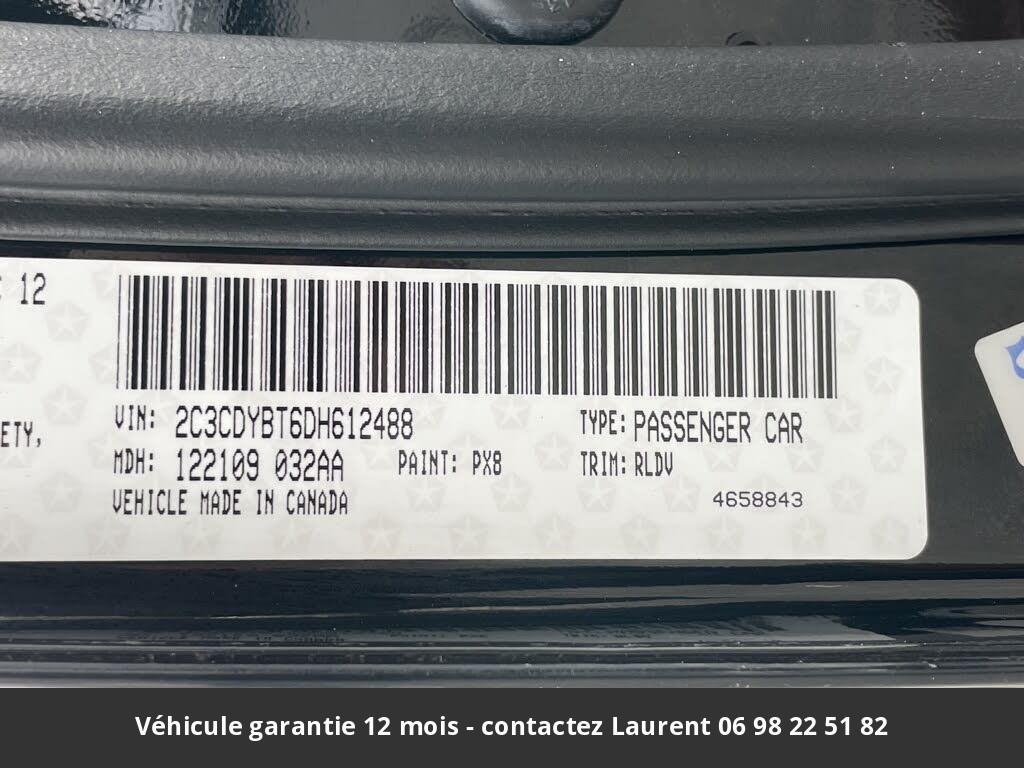 12
ETY,
VIN: 2C3CDYBT6DH612488 TYPE: PASSENGER CAR
MDH: 122109 032AA PAINT: PX8 TRIM: RLDV
VEHICLE MADE IN CANADA 4658843
Véhicule garantie 12 mois - contactez Laurent 06 98 22 51 82